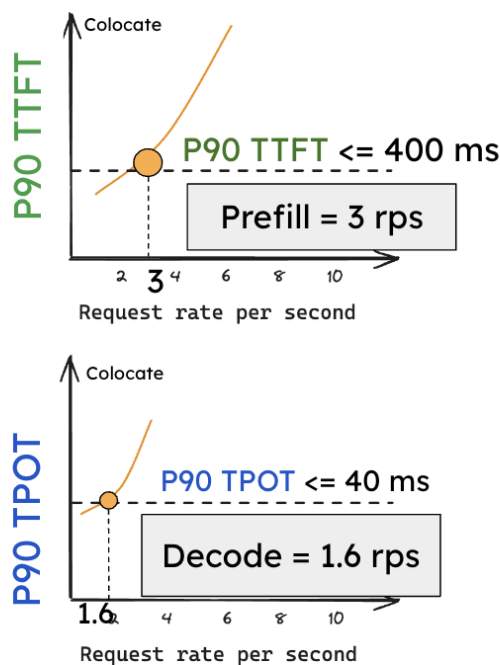 Colocate
P90 TTFT
P90 TTFT <= 400 ms
Prefill = 3 rps
2 3 4 6 8 10
Request rate per second
Colocate
P90 TPOT
P90 TPOT <= 40 ms
Decode = 1.6 rps
1.6 2 4 6 8 10
Request rate per second